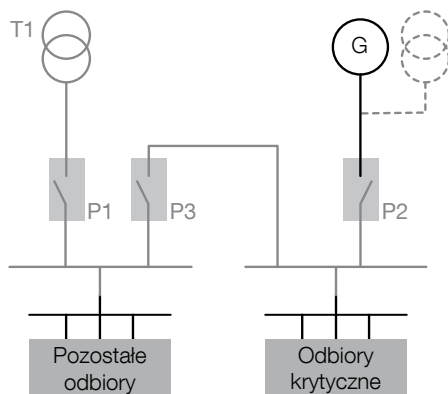 T1
G
P1
P3
P2
Pozostałe
odbiory
Odbiory
krytyczne